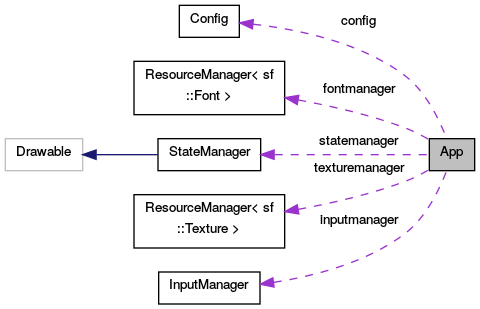 Config
config
ResourceManager< sf
::Font >
fontmanager
statemanager
Drawable
StateManager
App
texturemanager
ResourceManager< sf
::Texture >
inputmanager
InputManager